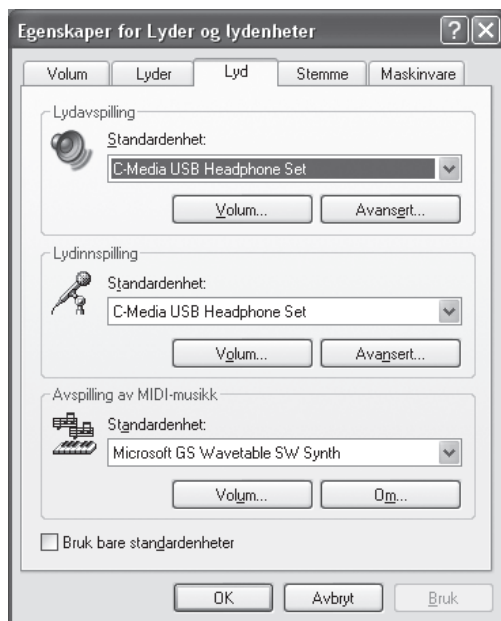 Egenskaper for Lyder og lydenheter
Volum Lyder Lyd Stemme Maskinvare
Lydavspilling
Standardenhet:
C-Media USB Headphone Set
Volum... Avansert...
Lydinnspilling
Standardenhet:
C-Media USB Headphone Set
Volum... Avansert...
Avspilling av MIDI-musikk
Standardenhet:
Microsoft GS Wavetable SW Synth
Volum... Om...
Bruk bare standardenheter
OK Avbryt Bruk